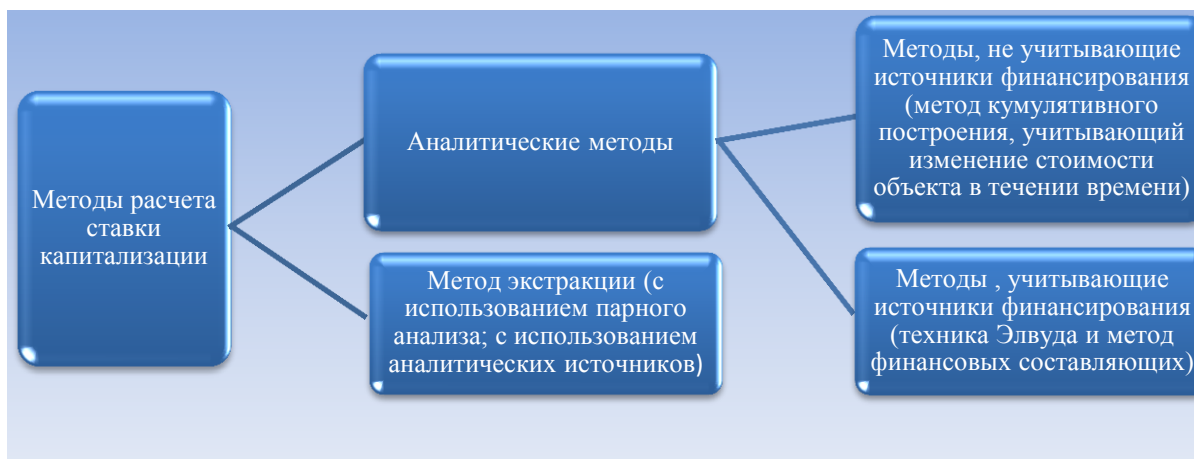 Методы расчета
ставки
капитализации
Аналитические методы
Метод экстракции (с
использованием парного
анализа; с использованием
аналитических источников)
Методы, не учитывающие
источники финансирования
(метод кумулятивного
построения, учитывающий
изменение стоимости
объекта в течении времени)
Методы , учитывающие
источники финансирования
(техника Элвуда и метод
финансовых составляющих)